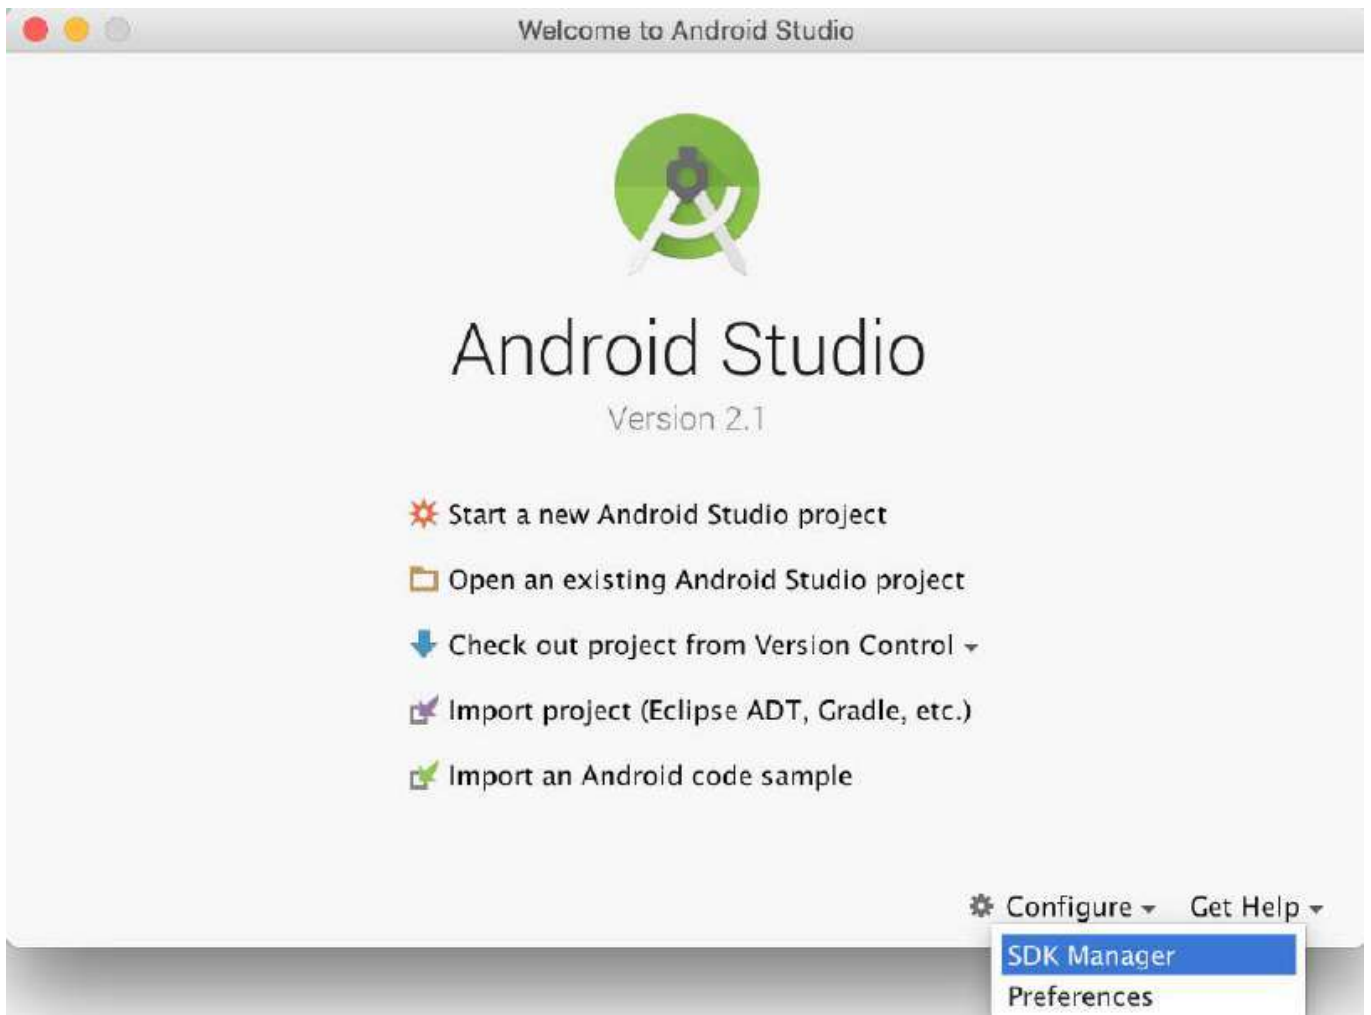 Welcome to Android Studio
Android Studio
Version 2.1
Start a new Android Studio project
Open an existing Android Studio project
Check out project from Version Control
Import project (Eclipse ADT, Gradle, etc.)
Import an Android code sample
Configure Get Help
SDK Manager
Preferences